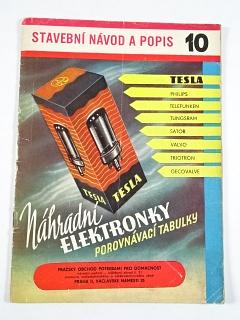 STAVEBNÍ NÁVOD A POPIS 10
TESLA
PHILIPS
TELEFUNKEN
TUNGSRAM
SATOR
VALVO
TRIOTRON
GECOVALVE
TESLA TESLA
Náhradní
ELEKTRONKY
POROVNÁVACÍ TABULKY
PRAŽSKÝ OBCHOD POTŘEBAMI PRO DOMÁCNOST
PRAHA II, VÁCLAVSKÉ NÁMĚSTÍ 25